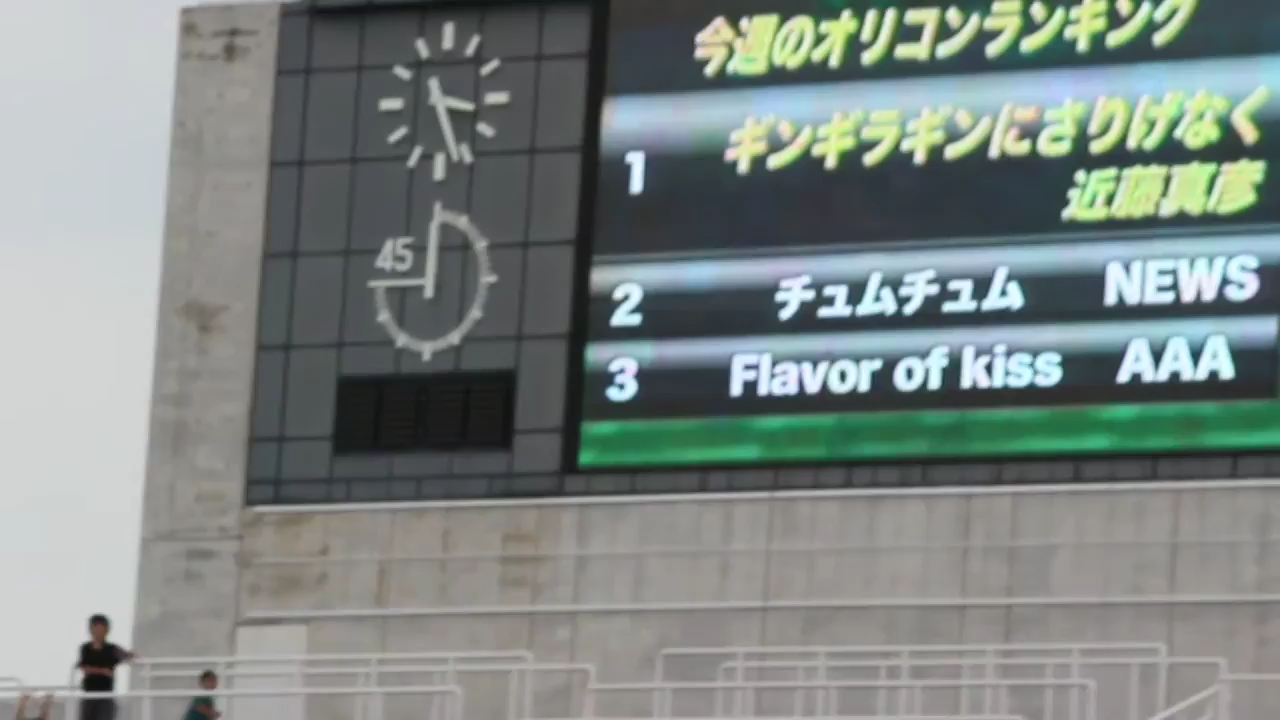 今週のオリコンランキング
1 ギンギラギンにさりげなく
近藤真彦
2 チュムチュム NEWS
3 Flavor of kiss AAA
45